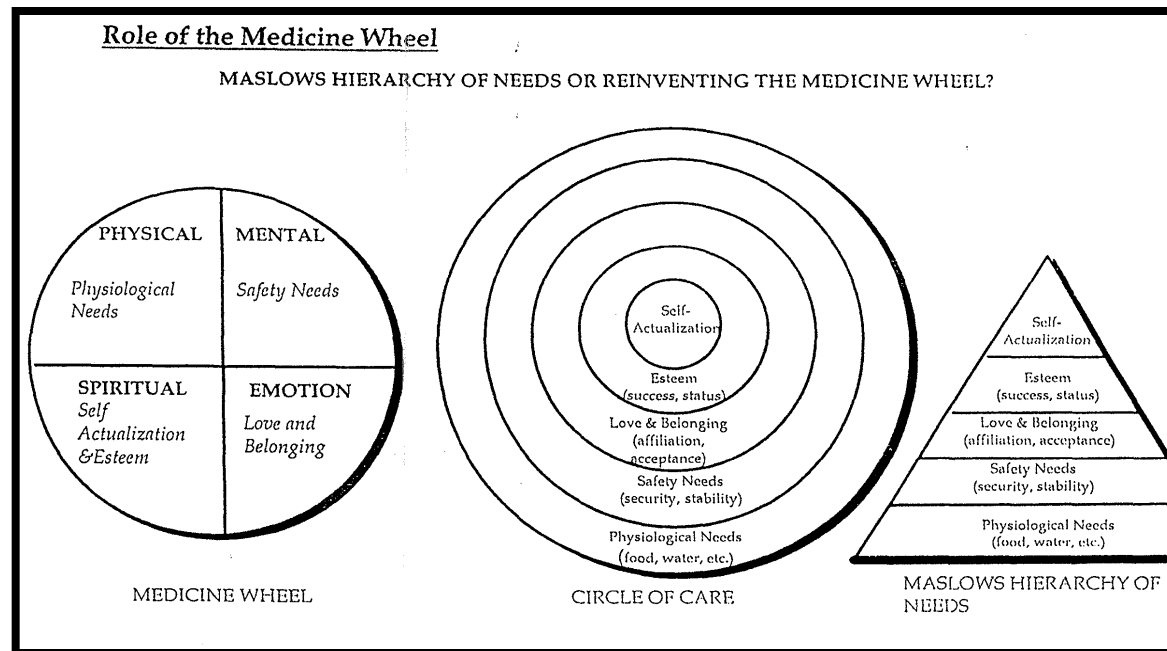 Role of the Medicine Wheel
MASLOWS HIERARCHY OF NEEDS OR REINVENTING THE MEDICINE WHEEL?
PHYSICAL
Physiological
Needs
MENTAL
Safety Needs
SPIRITUAL
Self
Actualization
&Esteem
EMOTION
Love and
Belonging
MEDICINE WHEEL
Self-
Actualization
Esteem
(success, status)
Love & Belonging
(affiliation,
acceptance)
Safety Needs
(security, stability)
Physiological Needs
(food, water, etc.)
CIRCLE OF CARE
Self-
Actualization
Esteem
(success, status)
Love & Belonging
(affiliation, acceptance)
Safety Needs
(security, stability)
Physiological Needs
(food, water, etc.)
MASLOWS HIERARCHY OF
NEEDS